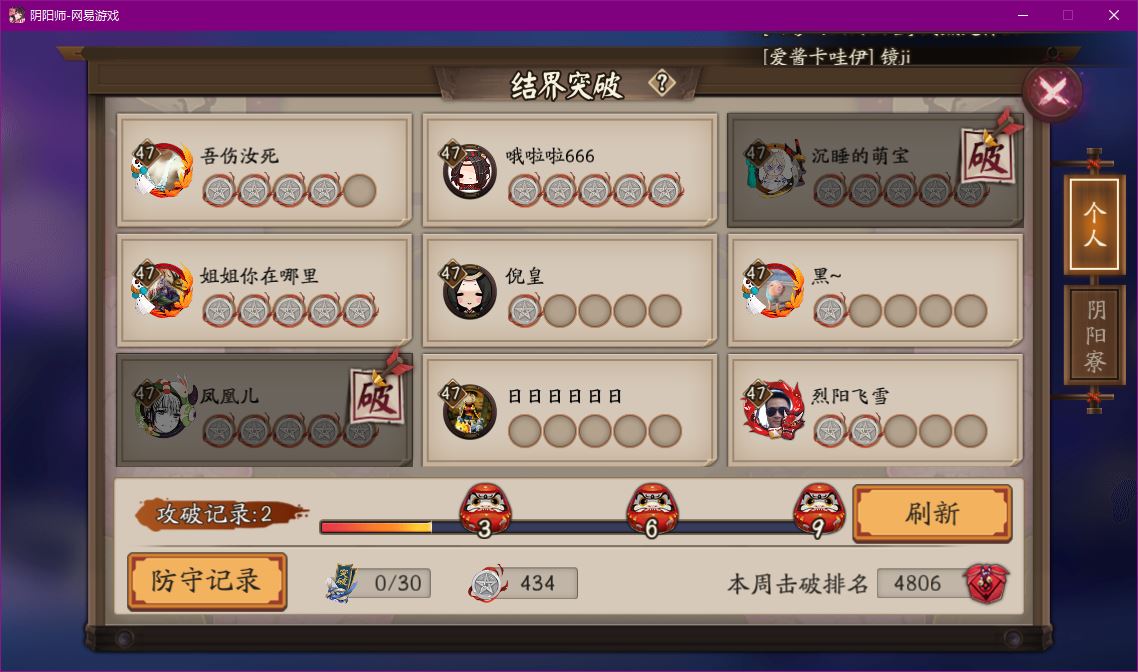 阴阳师-网易游戏
[爱酱卡哇伊] 镜ji
结界突破 ?
47 吾伤汝死
47 哦啦啦666
47 沉睡的萌宝
破
47 姐姐你在哪里
47 倪皇
47 黑~
47 凤凰儿
破
47 日日日日日日
47 烈阳飞雪
个人
阴阳寮
攻破记录:2
3
6
9
刷新
防守记录
突破
0/30
434
本周击破排名
4806